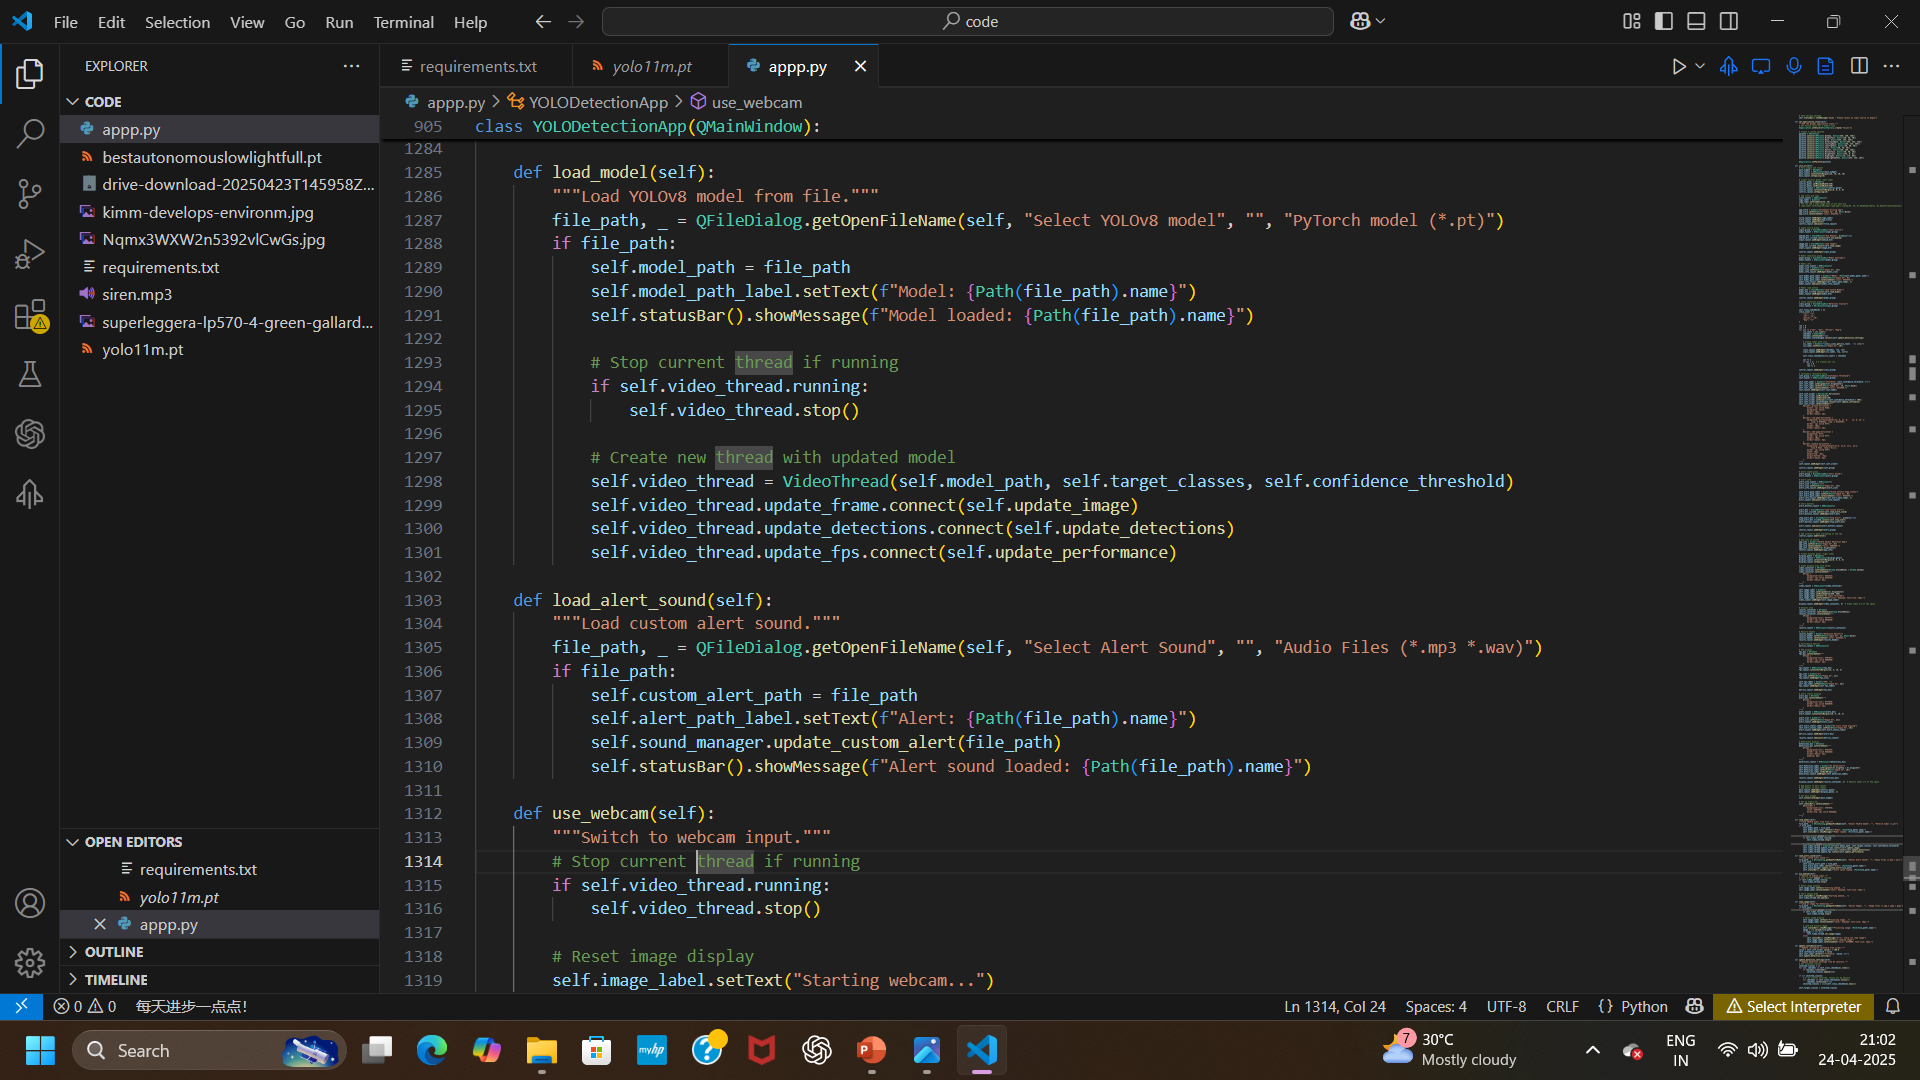 File Edit Selection View Go Run Terminal Help
code
EXPLORER
CODE
appp.py
bestautonomouslowlightfull.pt
drive-download-20250423T145958Z...
kimm-develops-environm.jpg
Nqmx3WXW2n5392vlCwGs.jpg
requirements.txt
siren.mp3
superleggera-lp570-4-green-gallard...
yolo11m.pt
OPEN EDITORS
requirements.txt
yolo11m.pt
appp.py
OUTLINE
TIMELINE
requirements.txt yolo11m.pt appp.py
appp.py > YOLODetectionApp > use_webcam
905 class YOLODetectionApp(QMainWindow):
1284
1285 def load_model(self):
1286 """Load YOLOv8 model from file."""
1287 file_path, _ = QFileDialog.getOpenFileName(self, "Select YOLOv8 model", "", "PyTorch model (*.pt)")
1288 if file_path:
1289 self.model_path = file_path
1290 self.model_path_label.setText(f"Model: {Path(file_path).name}")
1291 self.statusBar().showMessage(f"Model loaded: {Path(file_path).name}")
1292
1293 # Stop current thread if running
1294 if self.video_thread.running:
1295 self.video_thread.stop()
1296
1297 # Create new thread with updated model
1298 self.video_thread = VideoThread(self.model_path, self.target_classes, self.confidence_threshold)
1299 self.video_thread.update_frame.connect(self.update_image)
1300 self.video_thread.update_detections.connect(self.update_detections)
1301 self.video_thread.update_fps.connect(self.update_performance)
1302
1303 def load_alert_sound(self):
1304 """Load custom alert sound."""
1305 file_path, _ = QFileDialog.getOpenFileName(self, "Select Alert Sound", "", "Audio Files (*.mp3 *.wav)")
1306 if file_path:
1307 self.custom_alert_path = file_path
1308 self.alert_path_label.setText(f"Alert: {Path(file_path).name}")
1309 self.sound_manager.update_custom_alert(file_path)
1310 self.statusBar().showMessage(f"Alert sound loaded: {Path(file_path).name}")
1311
1312 def use_webcam(self):
1313 """Switch to webcam input."""
1314 # Stop current thread if running
1315 if self.video_thread.running:
1316 self.video_thread.stop()
1317
1318 # Reset image display
1319 self.image_label.setText("Starting webcam...")
0 0 每天进步一点点！ Ln 1314, Col 24 Spaces: 4 UTF-8 CRLF {} Python Select Interpreter
Search
myhp
7
30°C
Mostly cloudy
ENG
IN
21:02
24-04-2025